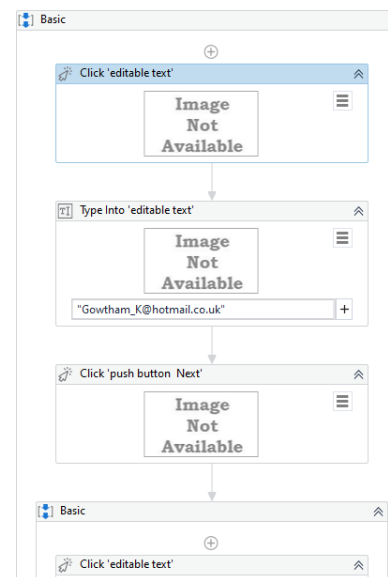 Basic
Click 'editable text'
Image
Not
Available
TI Type Into 'editable text'
Image
Not
Available
"Gowtham_K@hotmail.co.uk" +
Click 'push button  Next'
Image
Not
Available
Basic
Click 'editable text'